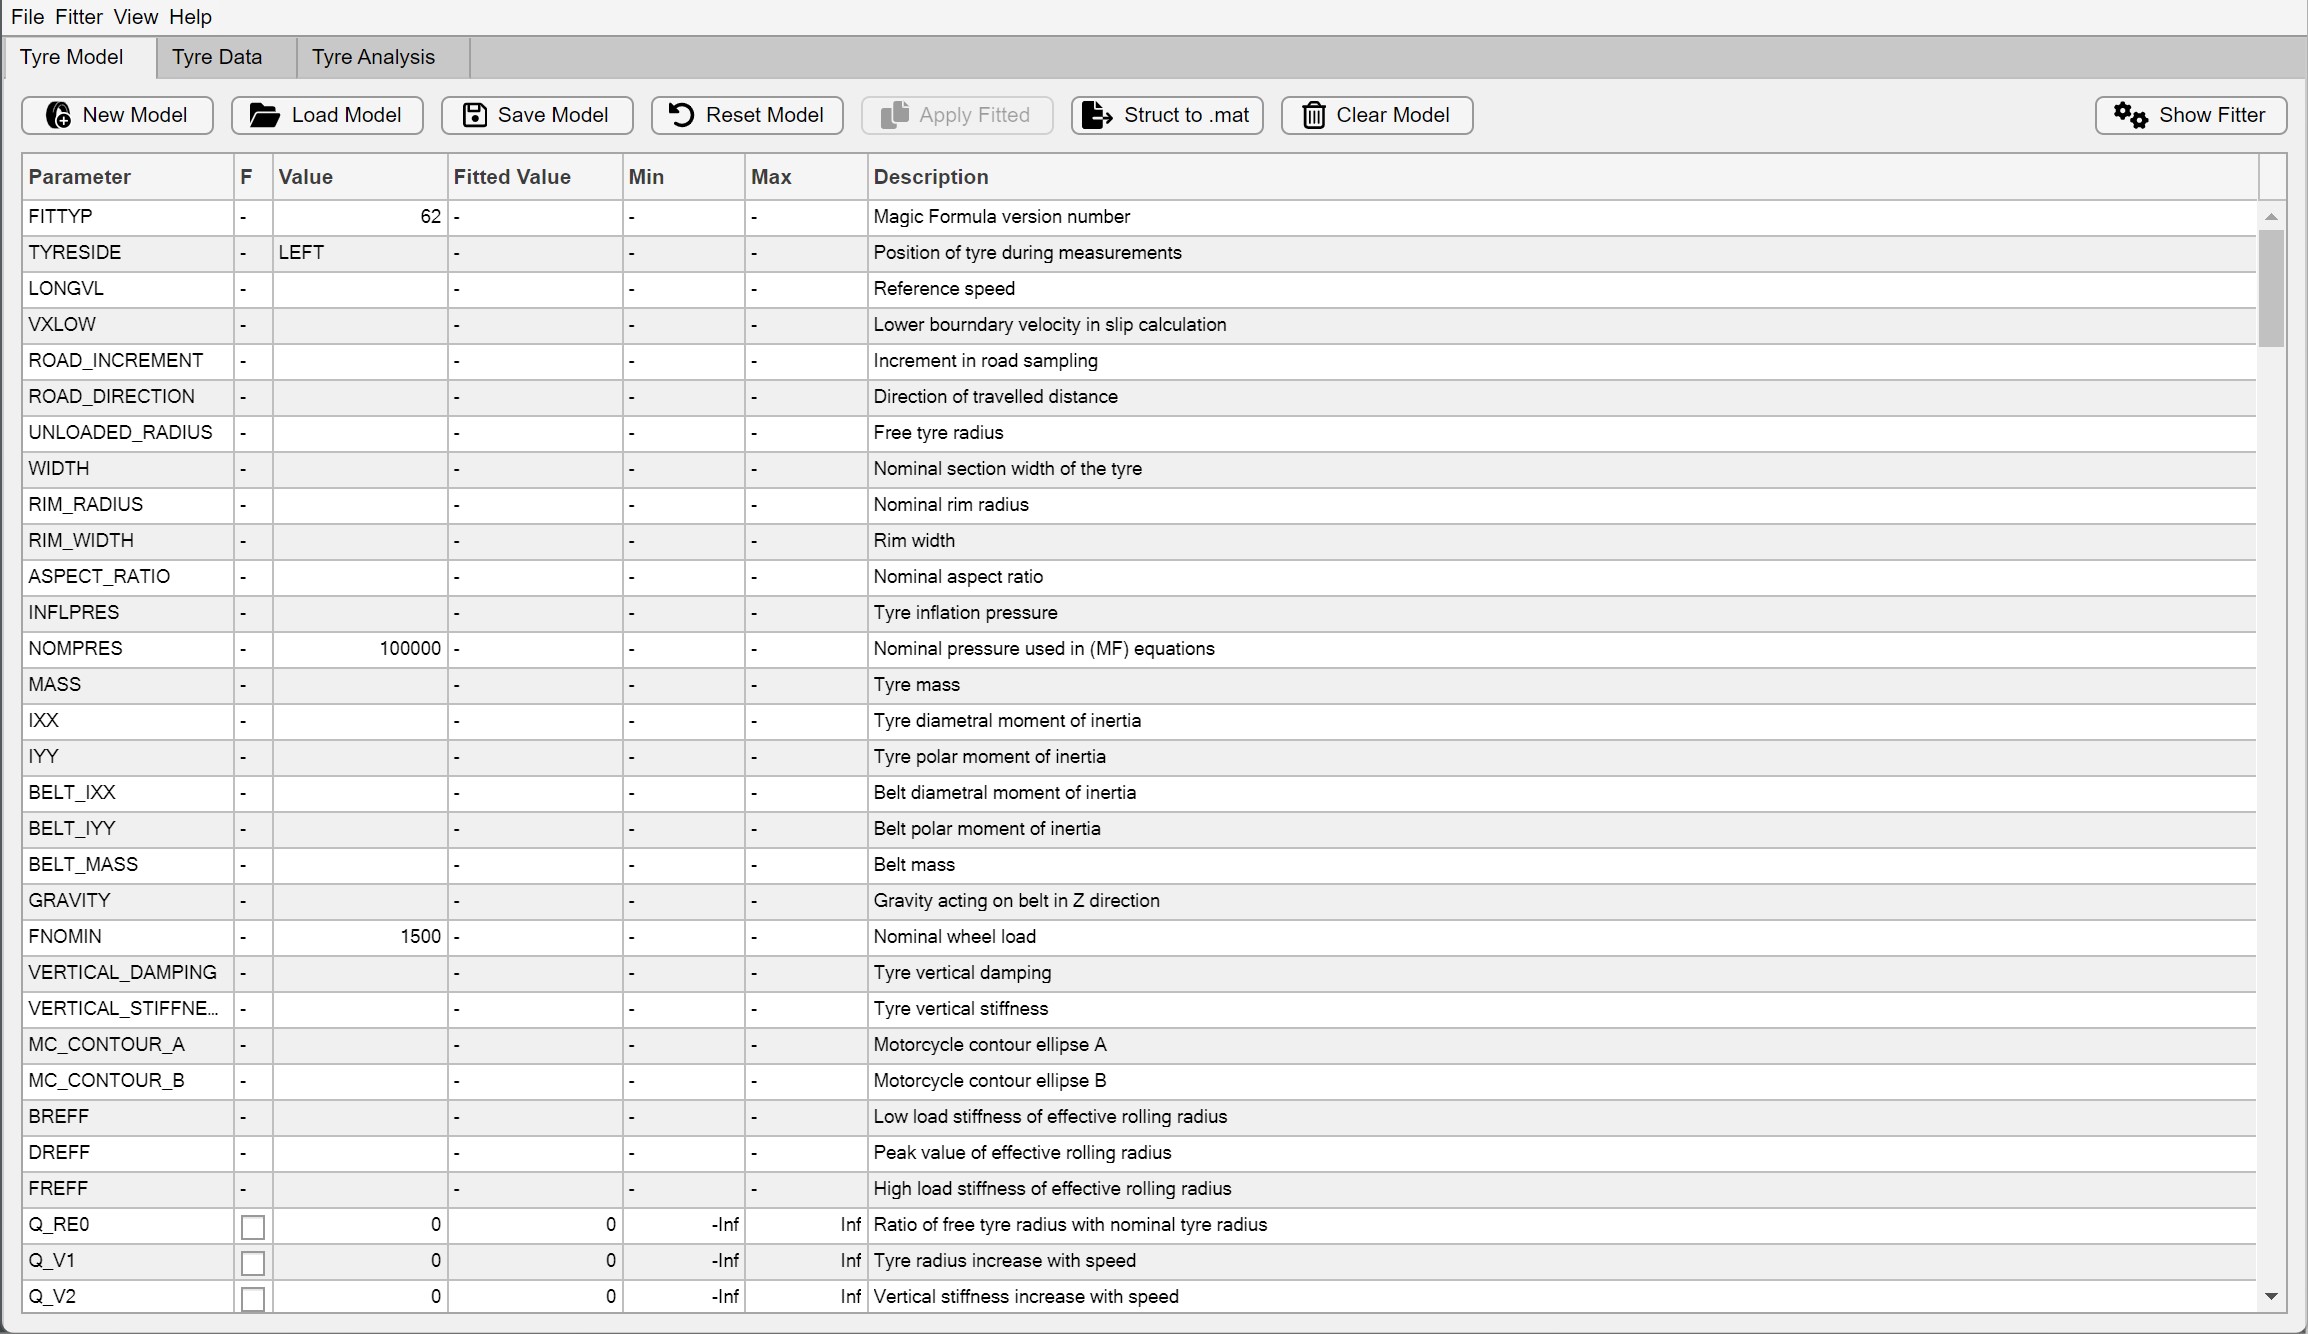 File Fitter View Help
Tyre Model Tyre Data Tyre Analysis
New Model Load Model Save Model Reset Model Apply Fitted Struct to .mat Clear Model Show Fitter
Parameter F Value Fitted Value Min Max Description
FITTYP - 62 - - - Magic Formula version number
TYRESIDE - LEFT - - - Position of tyre during measurements
LONGVL - - - - Reference speed
VXLOW - - - - Lower bourndary velocity in slip calculation
ROAD_INCREMENT - - - - Increment in road sampling
ROAD_DIRECTION - - - - Direction of travelled distance
UNLOADED_RADIUS - - - - Free tyre radius
WIDTH - - - - Nominal section width of the tyre
RIM_RADIUS - - - - Nominal rim radius
RIM_WIDTH - - - - Rim width
ASPECT_RATIO - - - - Nominal aspect ratio
INFLPRES - - - - Tyre inflation pressure
NOMPRES - 100000 - - - Nominal pressure used in (MF) equations
MASS - - - - Tyre mass
IXX - - - - Tyre diametral moment of inertia
IYY - - - - Tyre polar moment of inertia
BELT_IXX - - - - Belt diametral moment of inertia
BELT_IYY - - - - Belt polar moment of inertia
BELT_MASS - - - - Belt mass
GRAVITY - - - - Gravity acting on belt in Z direction
FNOMIN - 1500 - - - Nominal wheel load
VERTICAL_DAMPING - - - - Tyre vertical damping
VERTICAL_STIFFNE... - - - - Tyre vertical stiffness
MC_CONTOUR_A - - - - Motorcycle contour ellipse A
MC_CONTOUR_B - - - - Motorcycle contour ellipse B
BREFF - - - - Low load stiffness of effective rolling radius
DREFF - - - - Peak value of effective rolling radius
FREFF - - - - High load stiffness of effective rolling radius
Q_RE0 0 0 -Inf Inf Ratio of free tyre radius with nominal tyre radius
Q_V1 0 0 -Inf Inf Tyre radius increase with speed
Q_V2 0 0 -Inf Inf Vertical stiffness increase with speed